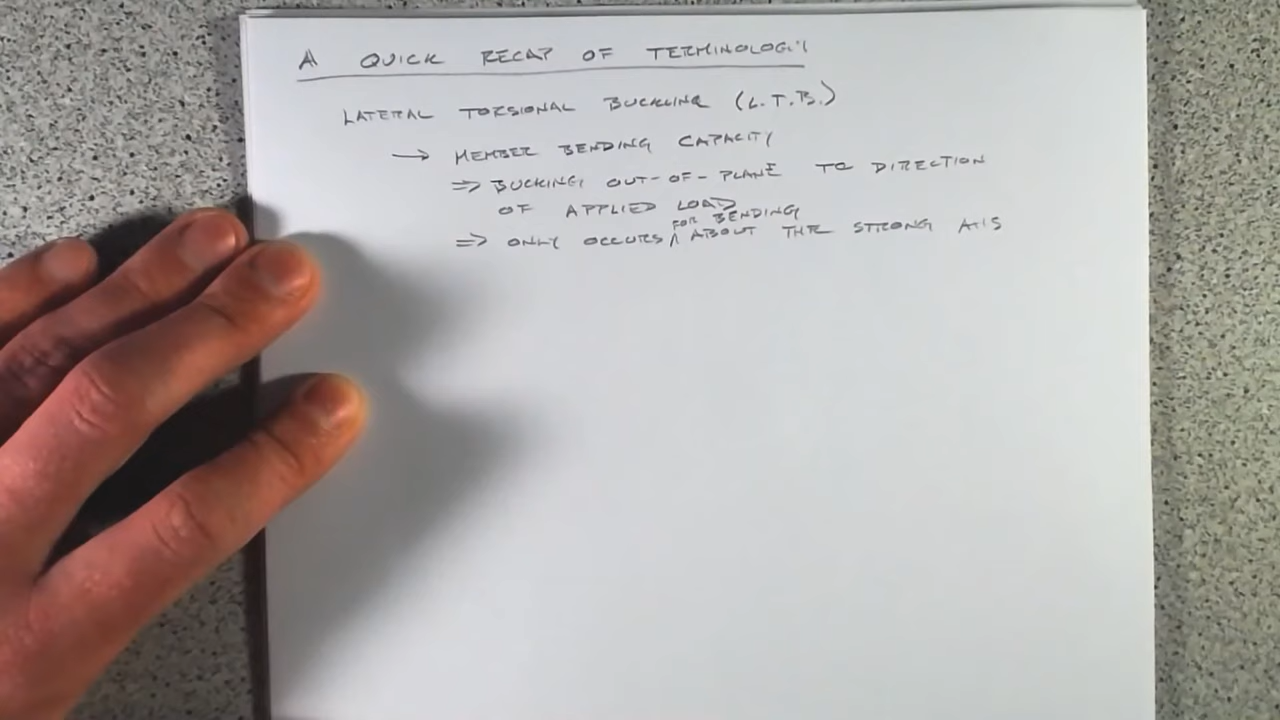 A QUICK RECAP OF TERMINOLOGY
LATERAL TORSIONAL BUCKLING (L.T.B.)
→ MEMBER BENDING CAPACITY
⇒ BUCKING, OUT-OF-PLANE TO DIRECTION
OF APPLIED LOAD
FOR BENDING
⇒ ONLY OCCURS ∧ ABOUT THE STRONG AXIS